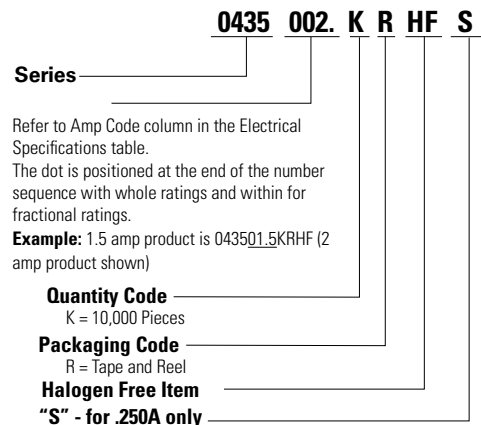 0435 002. K R HF S
Series
Refer to Amp Code column in the Electrical
Specifications table.
The dot is positioned at the end of the number
sequence with whole ratings and within for
fractional ratings.
Example: 1.5 amp product is 043501.5KRHF (2
amp product shown)
Quantity Code
K = 10,000 Pieces
Packaging Code
R = Tape and Reel
Halogen Free Item
“S” - for .250A only